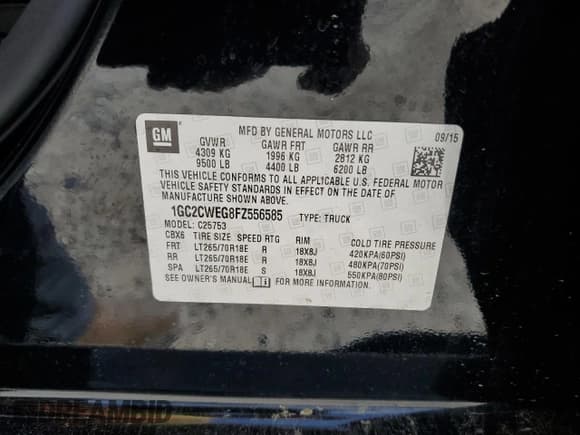 GM
MFD BY GENERAL MOTORS LLC 09/15
GVWR GAWR FRT GAWR RR
4309 KG 1996 KG 2812 KG
9500 LB 4400 LB 6200 LB
THIS VEHICLE CONFORMS TO ALL APPLICABLE U.S. FEDERAL MOTOR
VEHICLE SAFETY STANDARDS IN EFFECT ON THE DATE OF
MANUFACTURE SHOWN ABOVE.
1GC2CWEG8FZ556585 TYPE: TRUCK
MODEL: C25753
CBX6 TIRE SIZE SPEED RTG RIM COLD TIRE PRESSURE
FRT LT265/70R18E R 18X8J 420KPA(60PSI)
RR LT265/70R18E R 18X8J 480KPA(70PSI)
SPA LT265/70R18E S 18X8J 550KPA(80PSI)
SEE OWNER'S MANUAL i FOR MORE INFORMATION.
DREAMBID